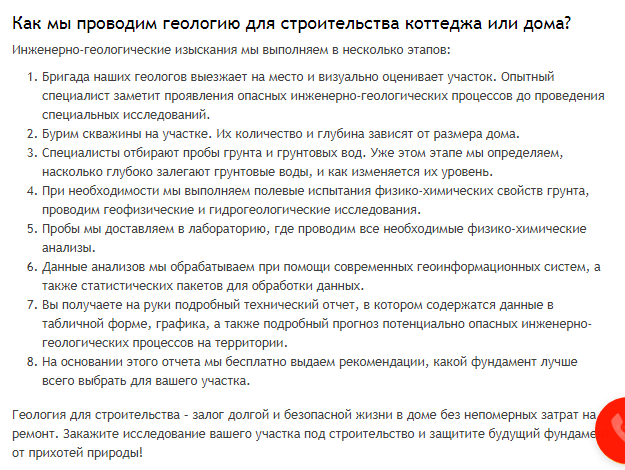 Как мы проводим геологию для строительства коттеджа или дома?
Инженерно-геологические изыскания мы выполняем в несколько этапов:
1. Бригада наших геологов выезжает на место и визуально оценивает участок. Опытный
специалист заметит проявления опасных инженерно-геологических процессов до проведения
специальных исследований.
2. Бурим скважины на участке. Их количество и глубина зависят от размера дома.
3. Специалисты отбирают пробы грунта и грунтовых вод. Уже этом этапе мы определяем,
насколько глубоко залегают грунтовые воды, и как изменяется их уровень.
4. При необходимости мы выполняем полевые испытания физико-химических свойств грунта,
проводим геофизические и гидрогеологические исследования.
5. Пробы мы доставляем в лабораторию, где проводим все необходимые физико-химические
анализы.
6. Данные анализов мы обрабатываем при помощи современных геоинформационных систем, а
также статистических пакетов для обработки данных.
7. Вы получаете на руки подробный технический отчет, в котором содержатся данные в
табличной форме, графика, а также подробный прогноз потенциально опасных инженерно-
геологических процессов на территории.
8. На основании этого отчета мы бесплатно выдаем рекомендации, какой фундамент лучше
всего выбрать для вашего участка.
Геология для строительства - залог долгой и безопасной жизни в доме без непомерных затрат на
ремонт. Закажите исследование вашего участка под строительство и защитите будущий фундаме
от прихотей природы!